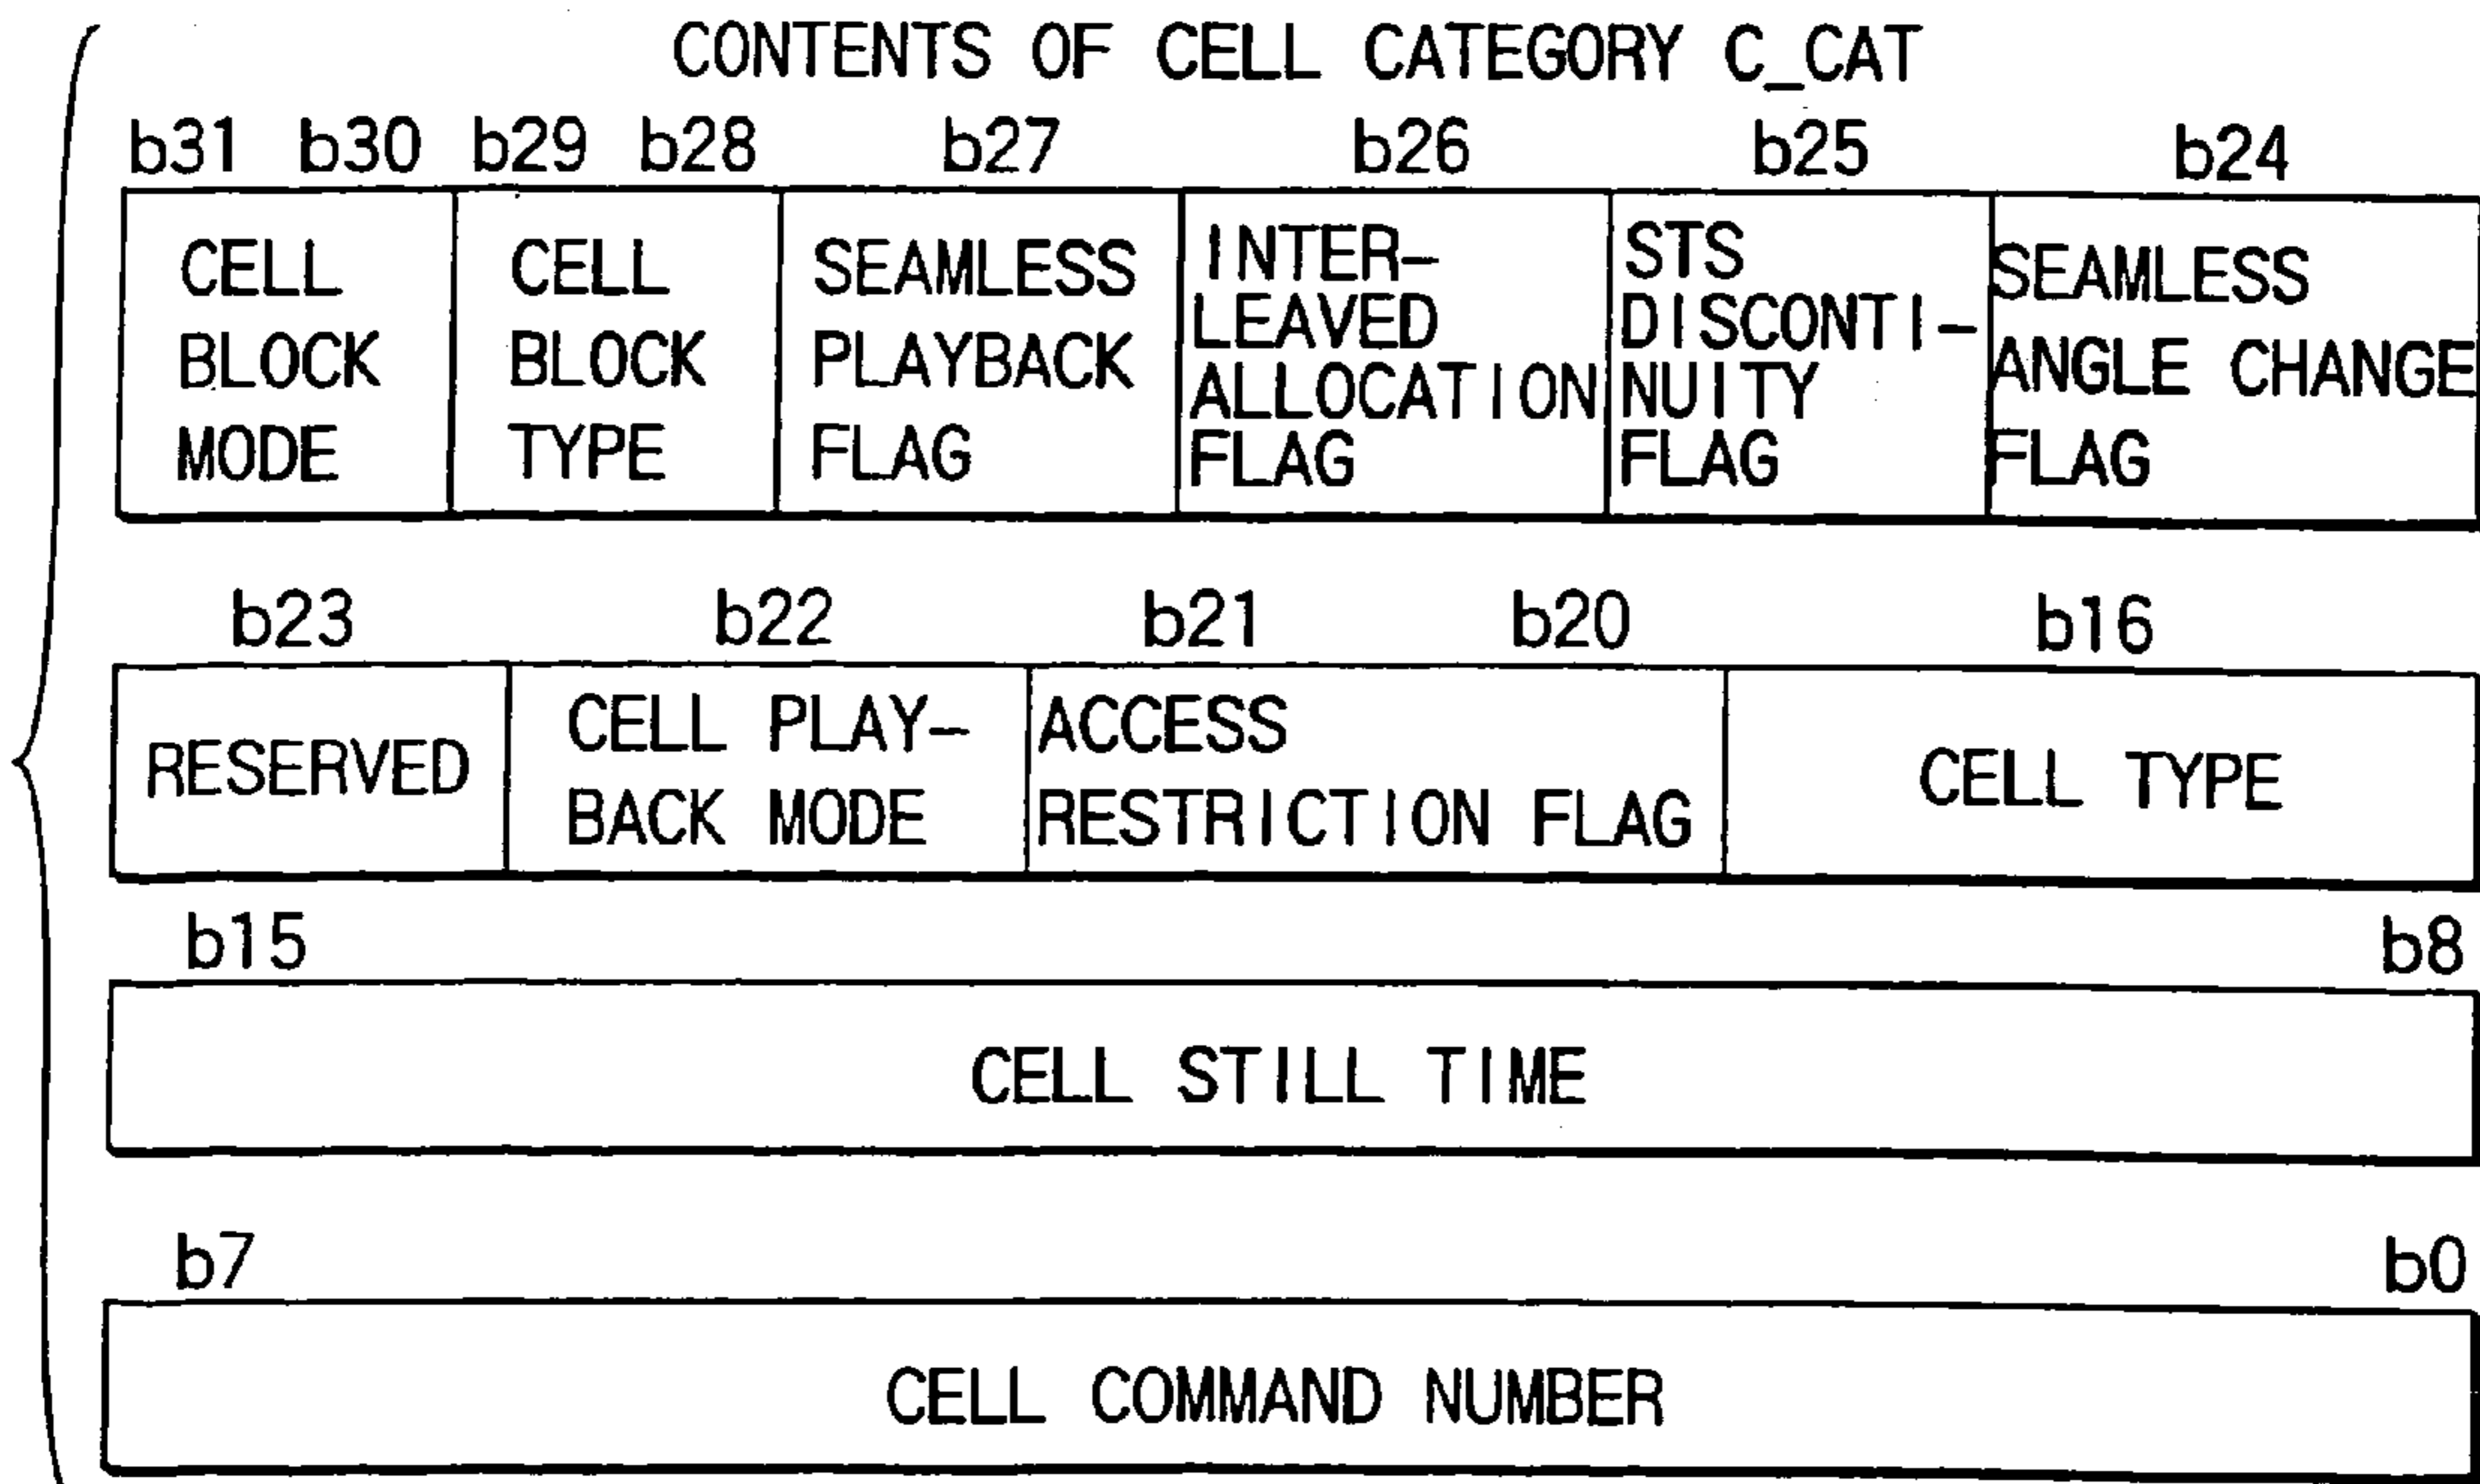 CONTENTS OF CELL CATEGORY C_CAT
b31 b30 b29 b28 b27 b26 b25 b24
CELL
BLOCK
MODE
CELL
BLOCK
TYPE
SEAMLESS
PLAYBACK
FLAG
INTER-
LEAVED
ALLOCATION
FLAG
STS
DISCONTI-
NUITY
FLAG
SEAMLESS
ANGLE CHANGE
FLAG
b23 b22 b21 b20 b16
RESERVED
CELL PLAY-
BACK MODE
ACCESS
RESTRICTION FLAG
CELL TYPE
b15 b8
CELL STILL TIME
b7 b0
CELL COMMAND NUMBER